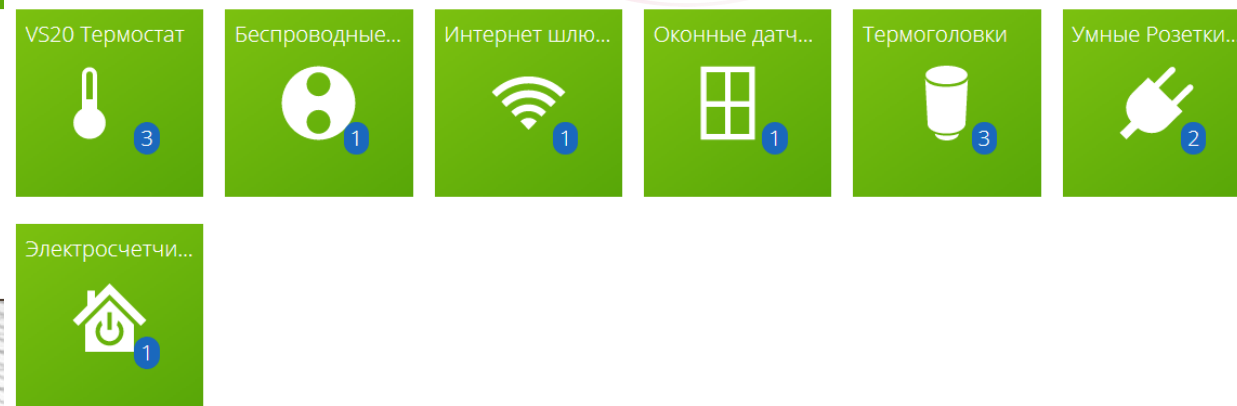 VS20 Термостат
3
Беспроводные...
1
Интернет шлю...
1
Оконные датч...
1
Термоголовки
3
Умные Розетки...
2
Электросчетчи...
1